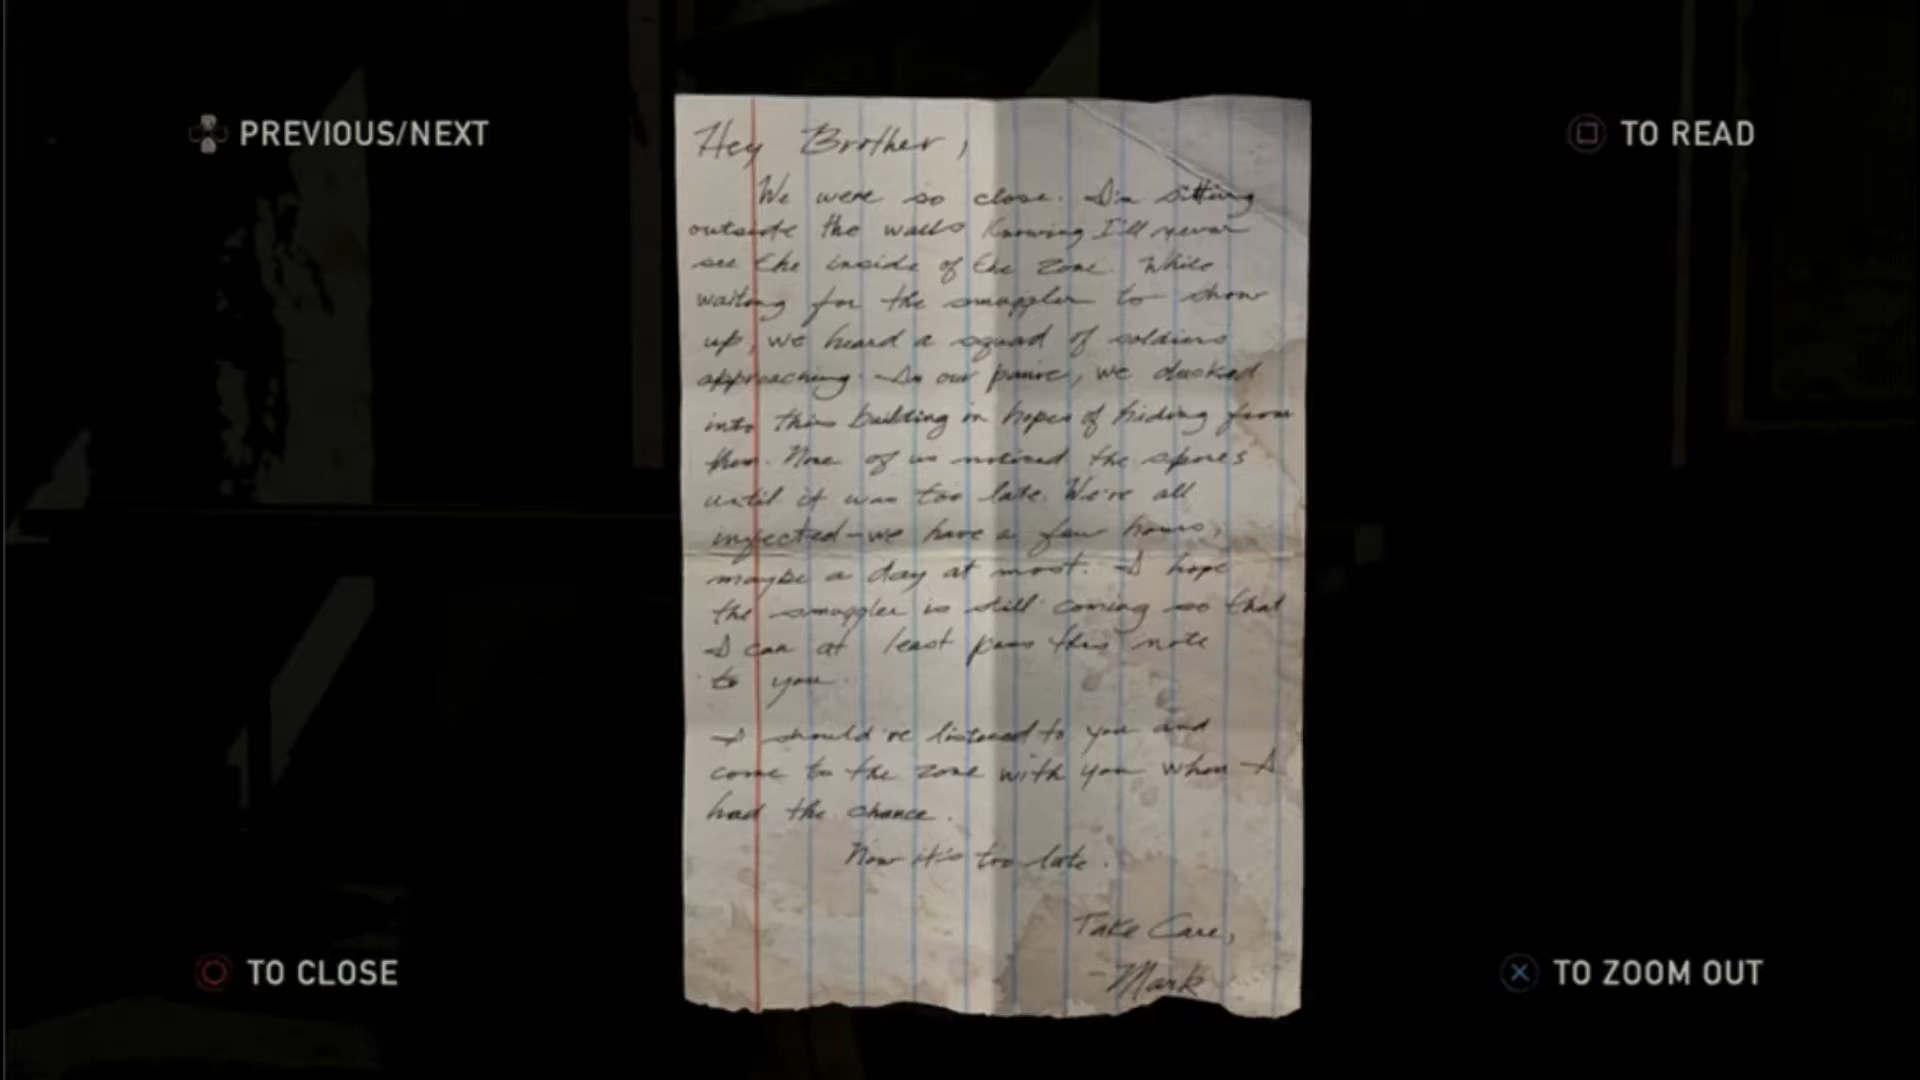 PREVIOUS/NEXT
TO READ
Hey Brother,
We were so close. I'm sitting
outside the walls knowing I'll never
see the inside of the zone. While
waiting for the smuggler to show
up, we heard a squad of soldiers
approaching. In our panic, we ducked
into this building in hopes of hiding from
them. None of us noticed the spores
until it was too late. We're all
infected-we have a few hours,
maybe a day at most. I hope
the smuggler is still coming so that
I can at least pass this note
to you.
I should've listened to you and
come to the zone with you when I
had the chance.
Now it's too late.
Take Care,
-Mark
TO CLOSE
TO ZOOM OUT